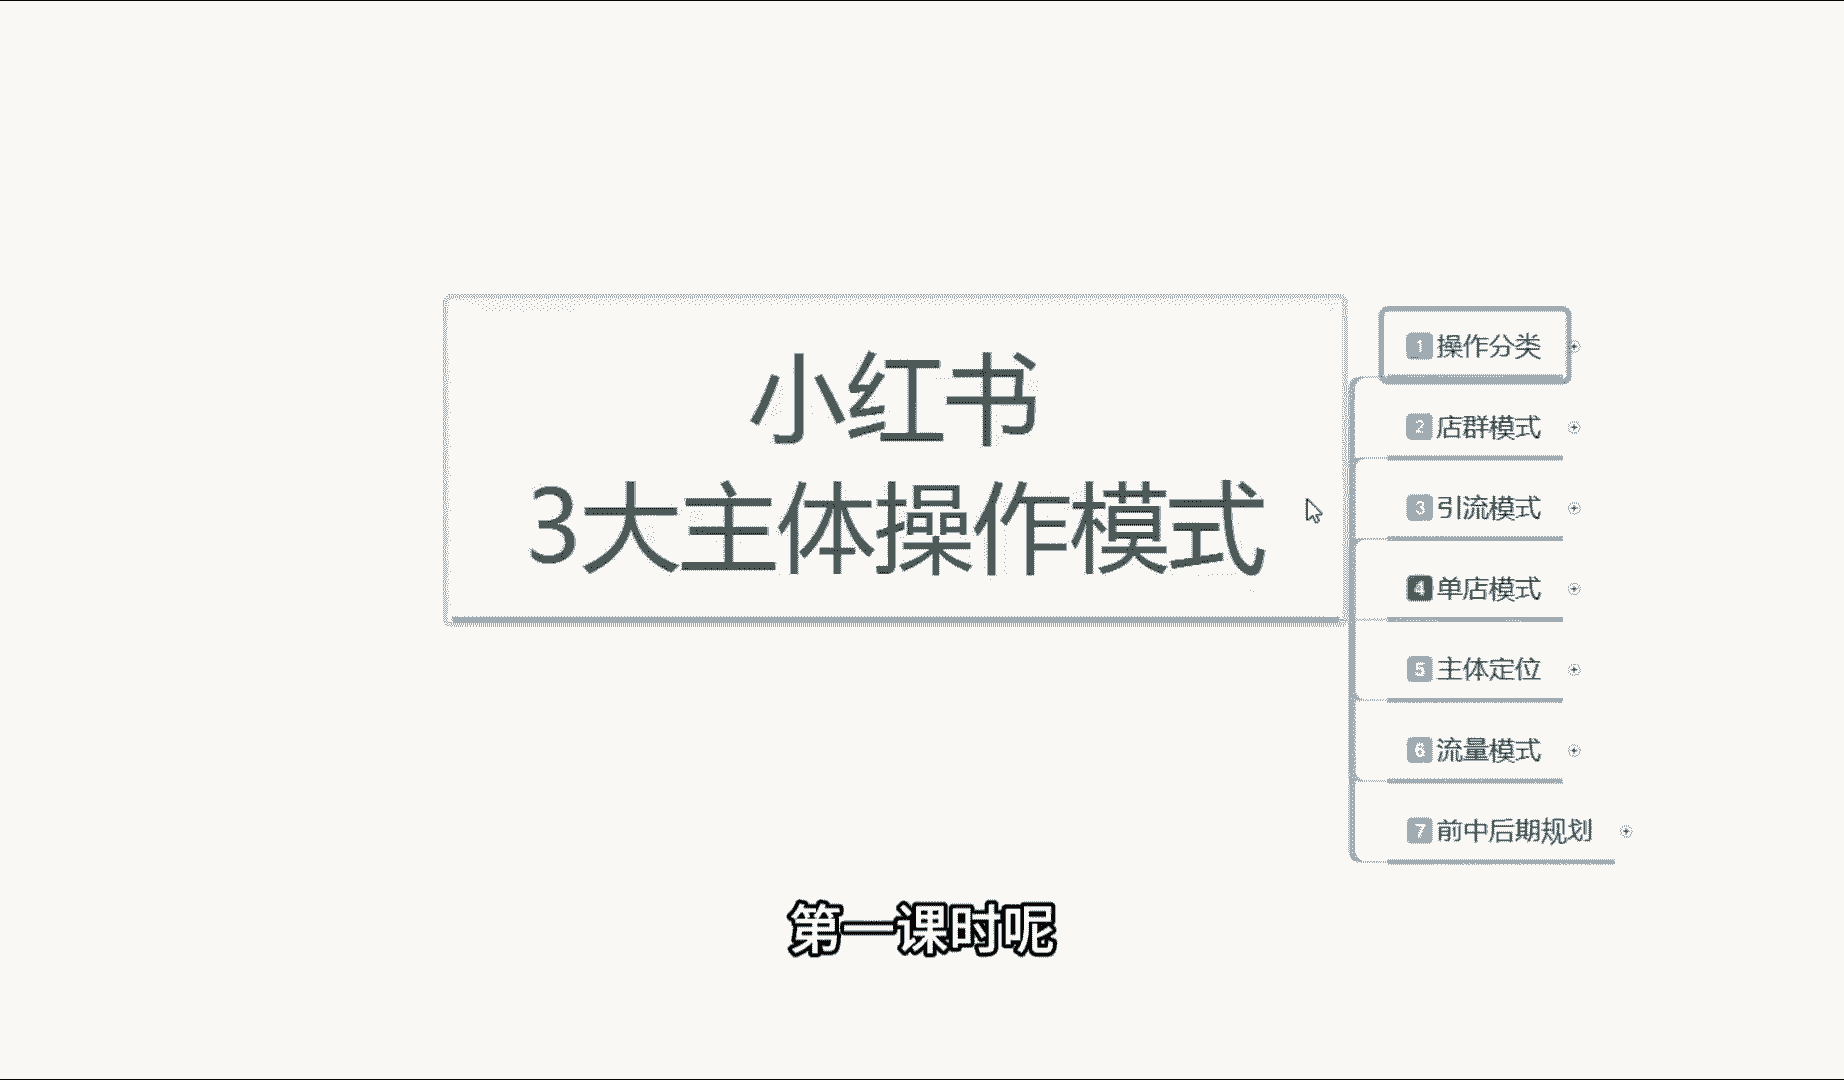 小红书
3大主体操作模式
1 操作分类
2 店群模式
3 引流模式
4 单店模式
5 主体定位
6 流量模式
7 前中后期规划
第一课时呢